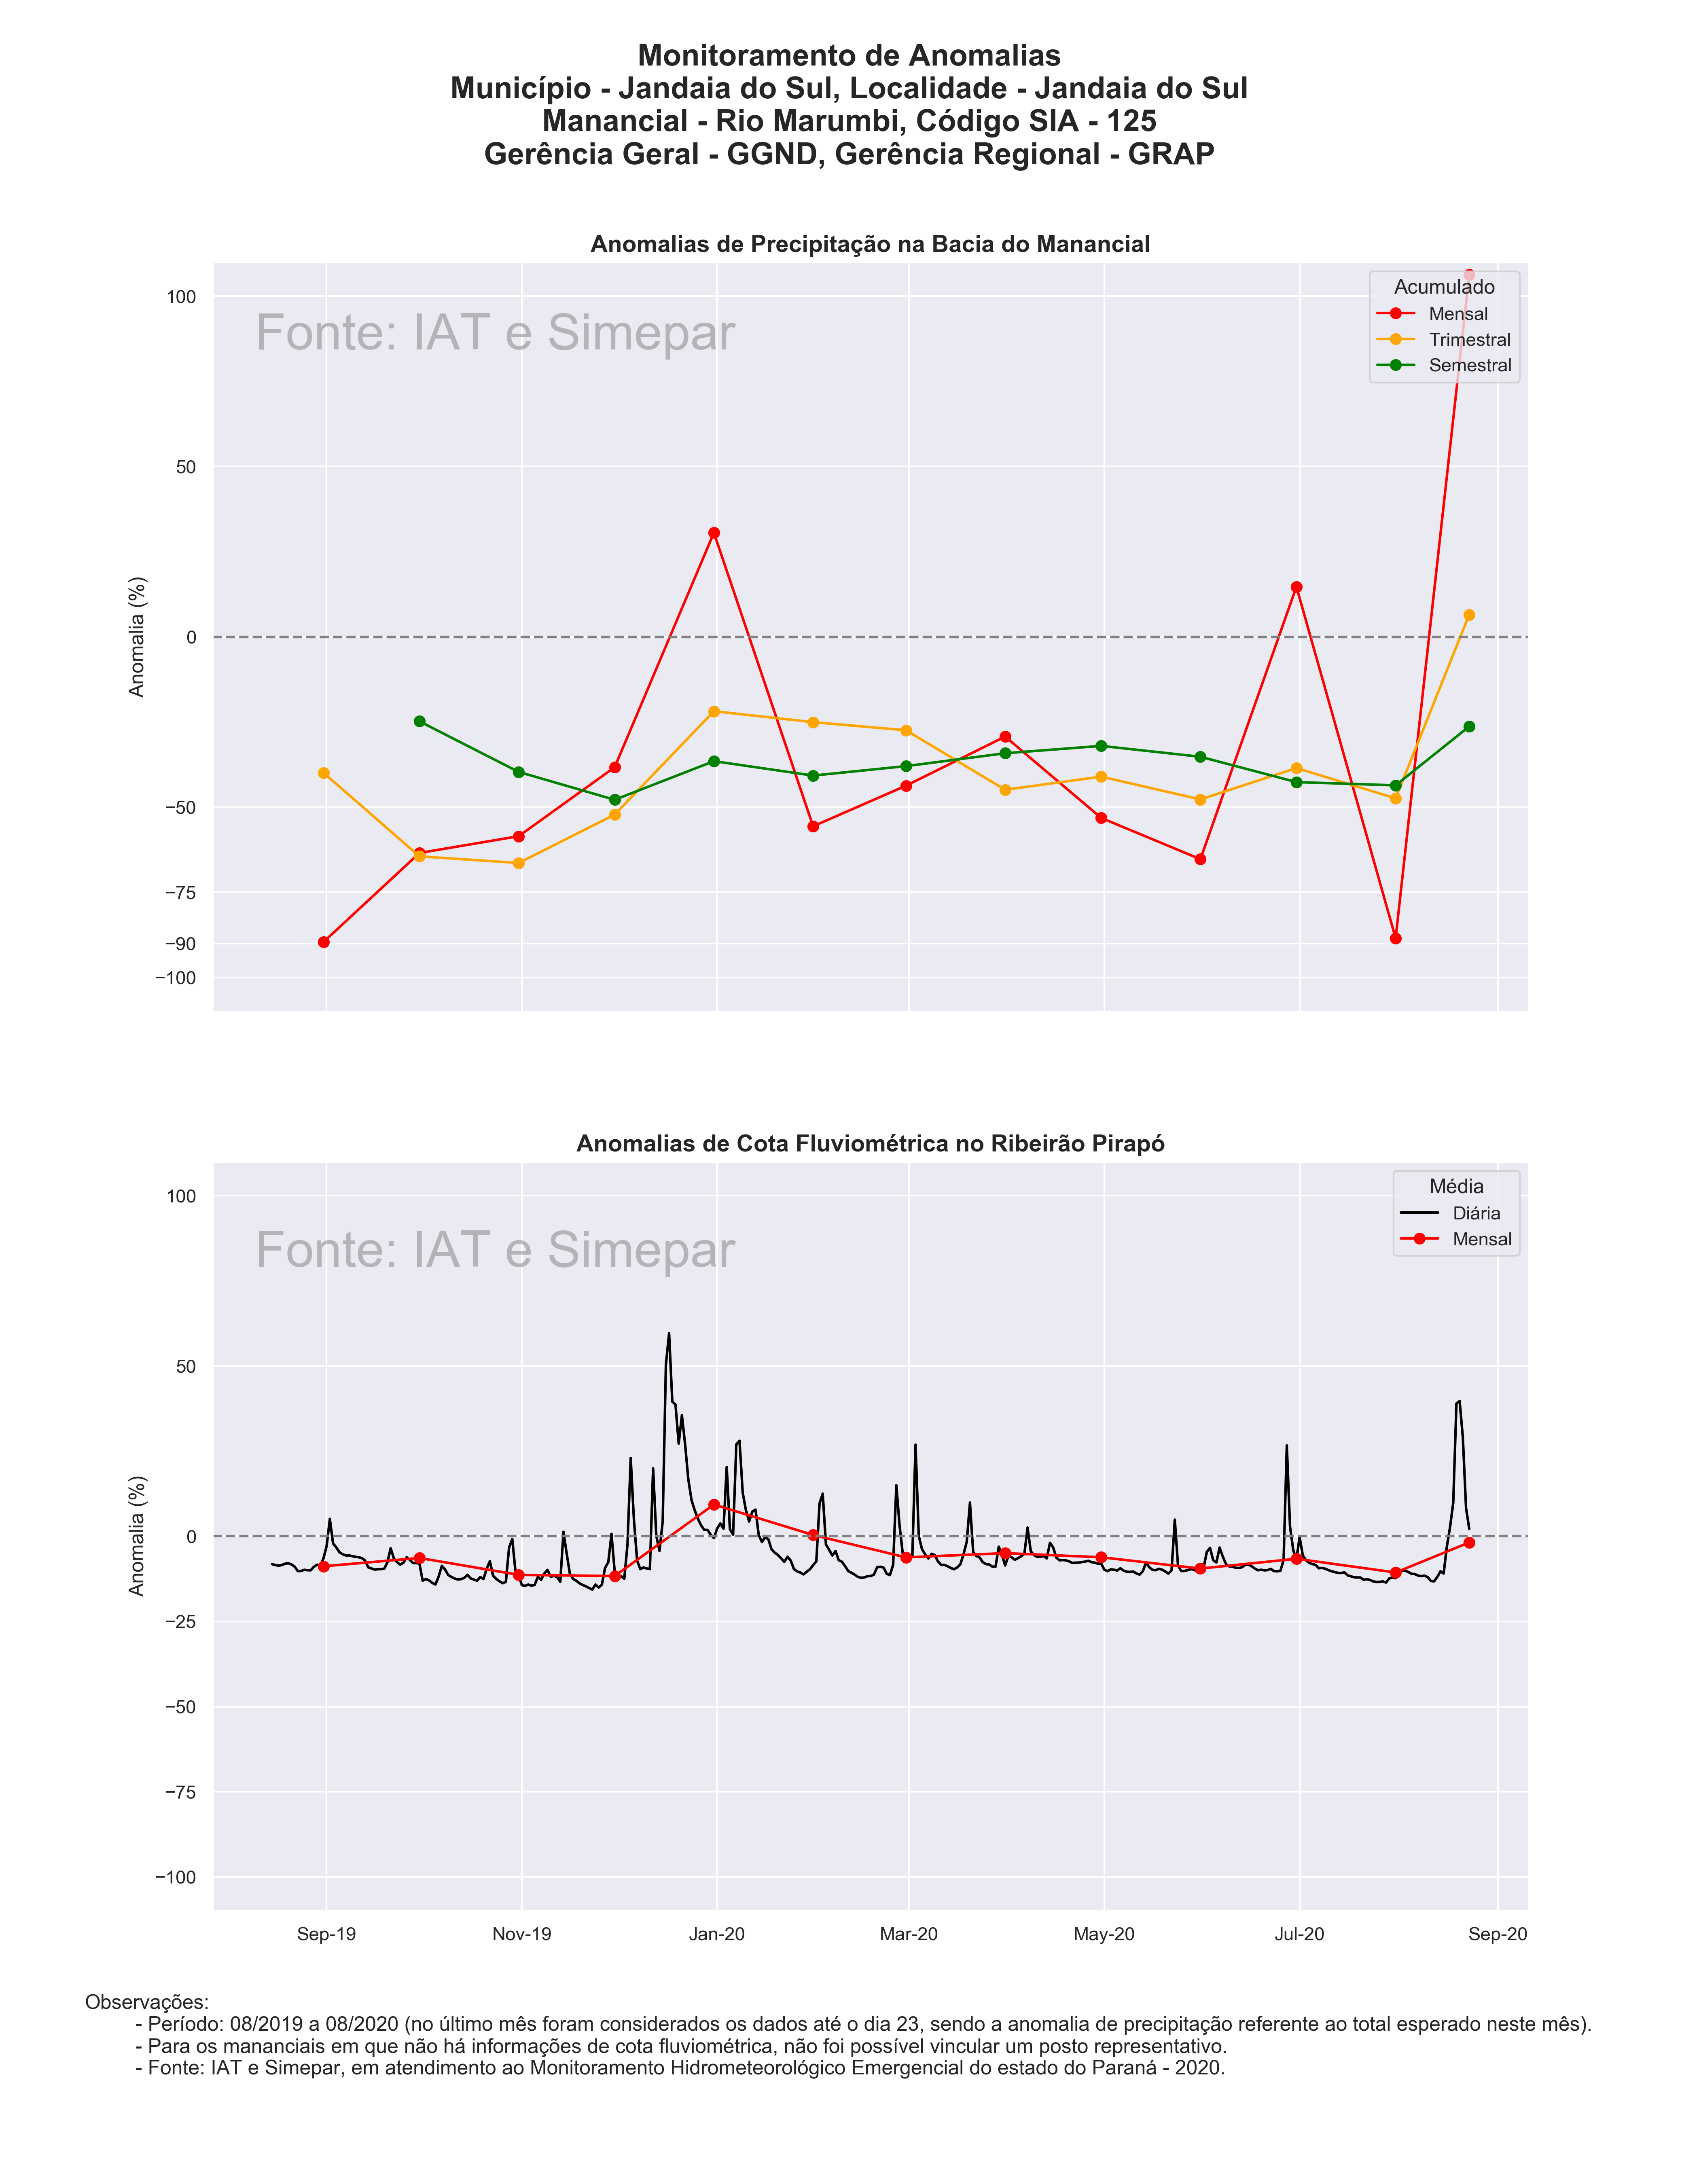 Monitoramento de Anomalias
Município - Jandaia do Sul, Localidade - Jandaia do Sul
Manancial - Rio Marumbi, Código SIA - 125
Gerência Geral - GGND, Gerência Regional - GRAP
Anomalias de Precipitação na Bacia do Manancial
Fonte: IAT e Simepar
Acumulado
Mensal
Trimestral
Semestral
Anomalia (%)
100
50
0
−50
−75
−90
−100
Anomalias de Cota Fluviométrica no Ribeirão Pirapó
Fonte: IAT e Simepar
Média
Diária
Mensal
Anomalia (%)
100
50
0
−25
−50
−75
−100
Sep-19 Nov-19 Jan-20 Mar-20 May-20 Jul-20 Sep-20
Observações:
- Período: 08/2019 a 08/2020 (no último mês foram considerados os dados até o dia 23, sendo a anomalia de precipitação referente ao total esperado neste mês).
- Para os mananciais em que não há informações de cota fluviométrica, não foi possível vincular um posto representativo.
- Fonte: IAT e Simepar, em atendimento ao Monitoramento Hidrometeorológico Emergencial do estado do Paraná - 2020.